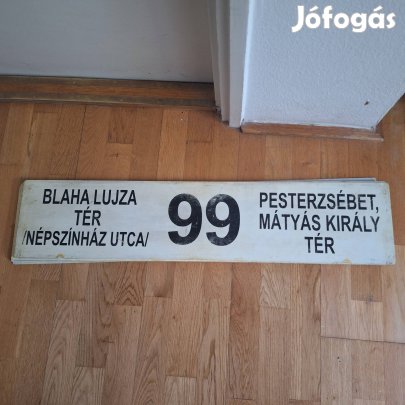 Jófogás
BLAHA LUJZA
TÉR
/NÉPSZÍNHÁZ UTCA/
99
PESTERZSÉBET,
MÁTYÁS KIRÁLY
TÉR